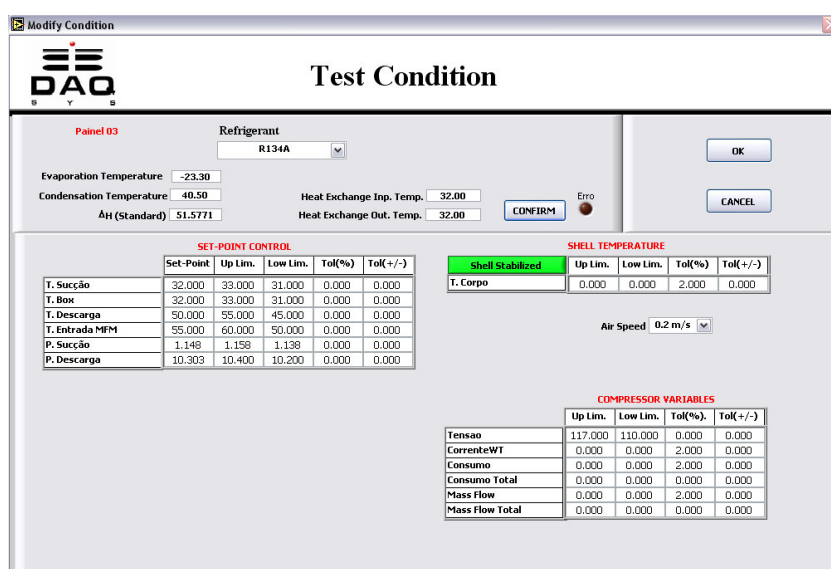 Modify Condition
DAQ
S Y S
Test Condition
Painel 03
Refrigerant
R134A
OK
Evaporation Temperature -23.30
Condensation Temperature 40.50 Heat Exchange Inp. Temp. 32.00 Erro
CONFIRM CANCEL
ΔH (Standard) 51.5771 Heat Exchange Out. Temp. 32.00
SET-POINT CONTROL
Set-Point Up Lim. Low Lim. Tol(%) Tol(+/-)
T. Sucção 32.000 33.000 31.000 0.000 0.000
T. Box 32.000 33.000 31.000 0.000 0.000
T. Descarga 50.000 55.000 45.000 0.000 0.000
T. Entrada MFM 55.000 60.000 50.000 0.000 0.000
P. Sucção 1.148 1.158 1.138 0.000 0.000
P. Descarga 10.303 10.400 10.200 0.000 0.000
SHELL TEMPERATURE
Shell Stabilized Up Lim. Low Lim. Tol(%) Tol(+/-)
T. Corpo 0.000 0.000 2.000 0.000
Air Speed 0.2 m/s
COMPRESSOR VARIABLES
Up Lim. Low Lim. Tol(%). Tol(+/-)
Tensao 117.000 110.000 0.000 0.000
CorrenteWT 0.000 0.000 2.000 0.000
Consumo 0.000 0.000 2.000 0.000
Consumo Total 0.000 0.000 0.000 0.000
Mass Flow 0.000 0.000 2.000 0.000
Mass Flow Total 0.000 0.000 0.000 0.000